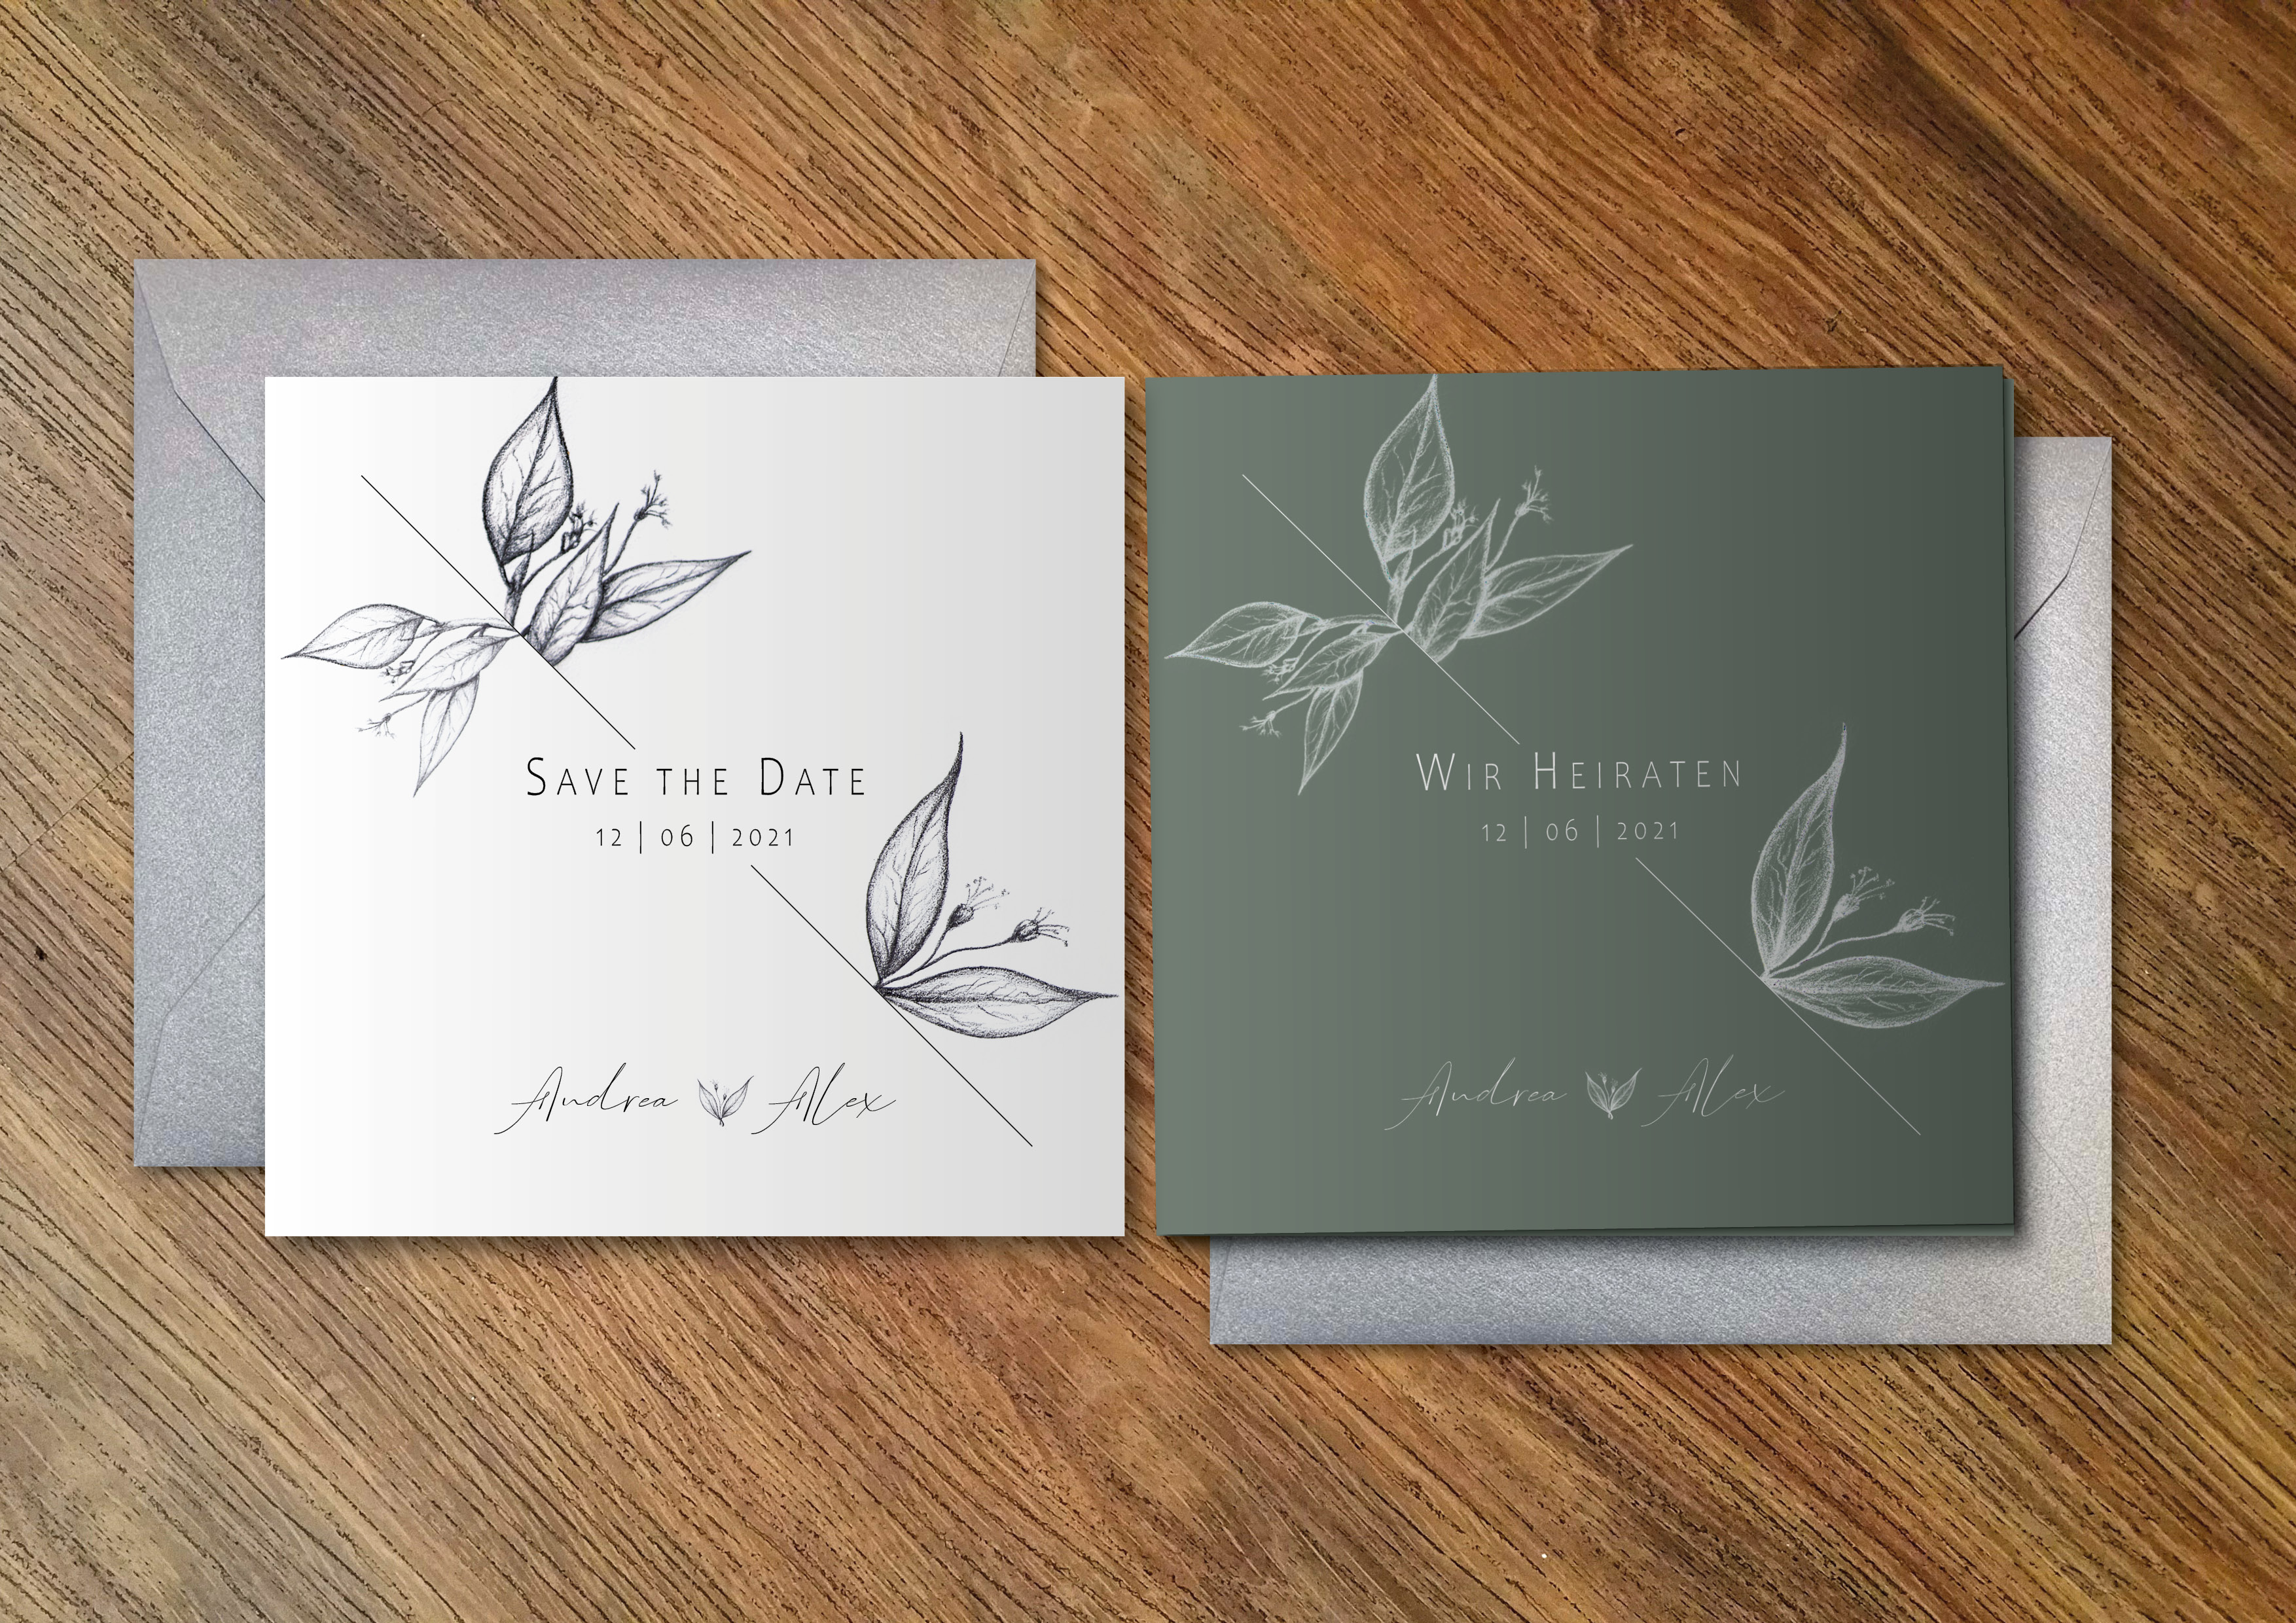 Save the Date
12 | 06 | 2021
Andrea Alex
Wir Heiraten
12 | 06 | 2021
Andrea Alex